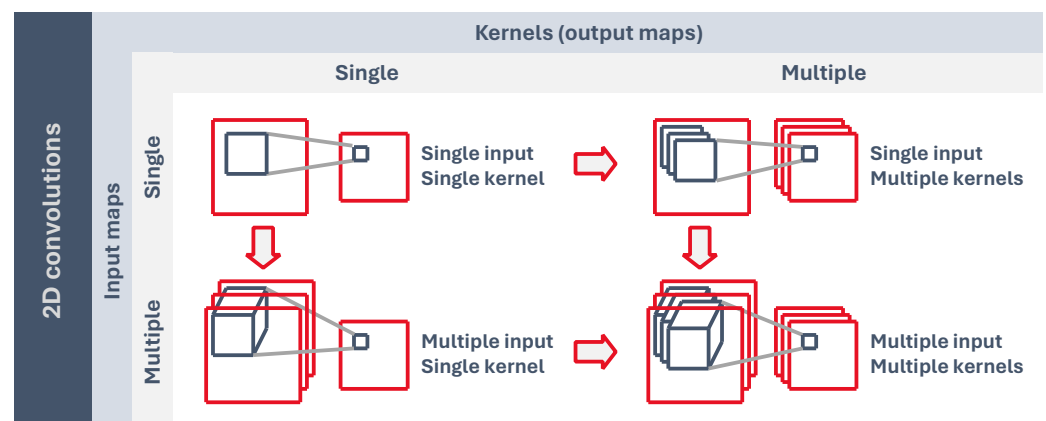 Kernels (output maps)
Single
Multiple
2D convolutions
Input maps
Single
Single input
Single kernel
Single input
Multiple kernels
Multiple
Multiple input
Single kernel
Multiple input
Multiple kernels